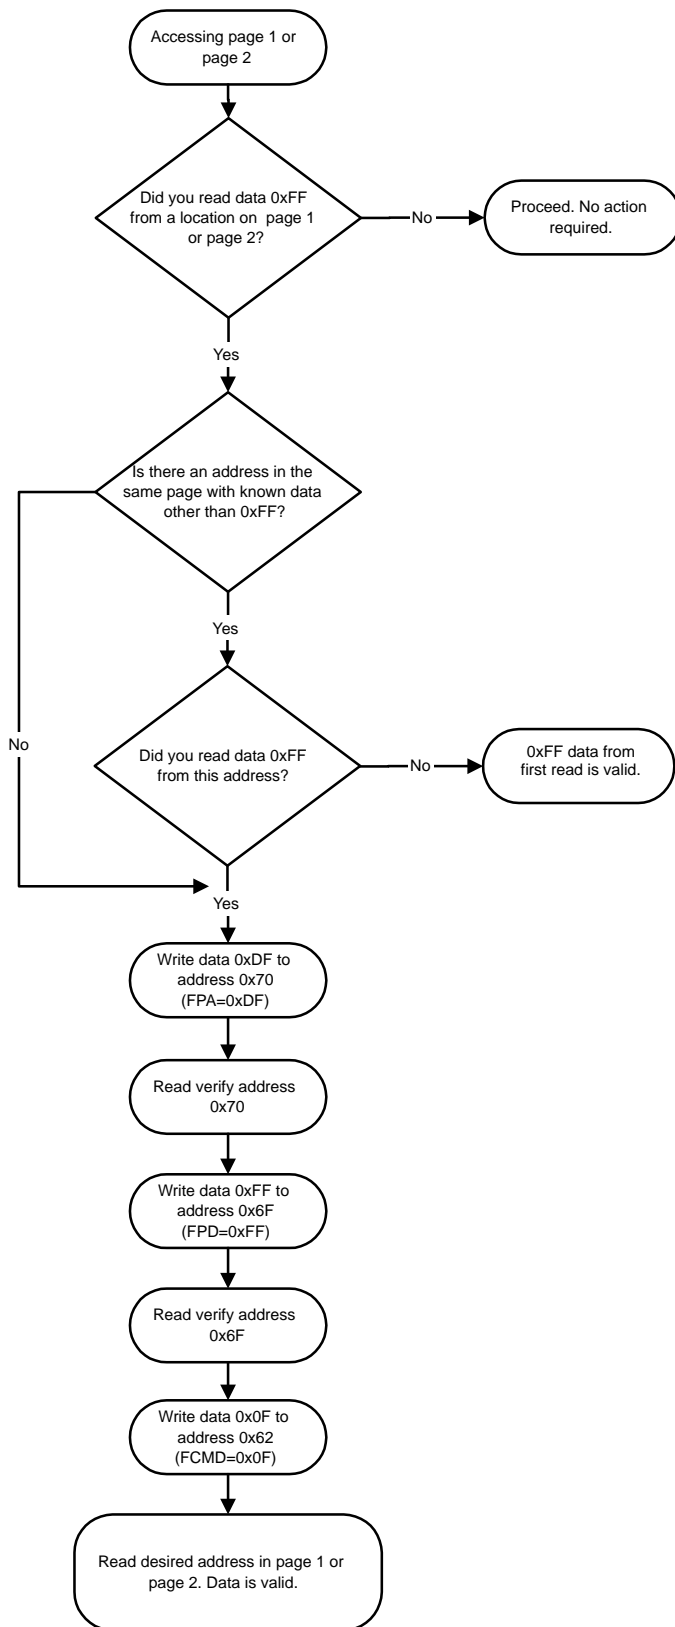 Accessing page 1 or
page 2
Did you read data 0xFF
from a location on page 1
or page 2?
No
Proceed. No action
required.
Yes
Is there an address in the
same page with known data
other than 0xFF?
Yes
No
Did you read data 0xFF
from this address?
No
0xFF data from
first read is valid.
Yes
Write data 0xDF to
address 0x70
(FPA=0xDF)
Read verify address
0x70
Write data 0xFF to
address 0x6F
(FPD=0xFF)
Read verify address
0x6F
Write data 0x0F to
address 0x62
(FCMD=0x0F)
Read desired address in page 1 or
page 2. Data is valid.